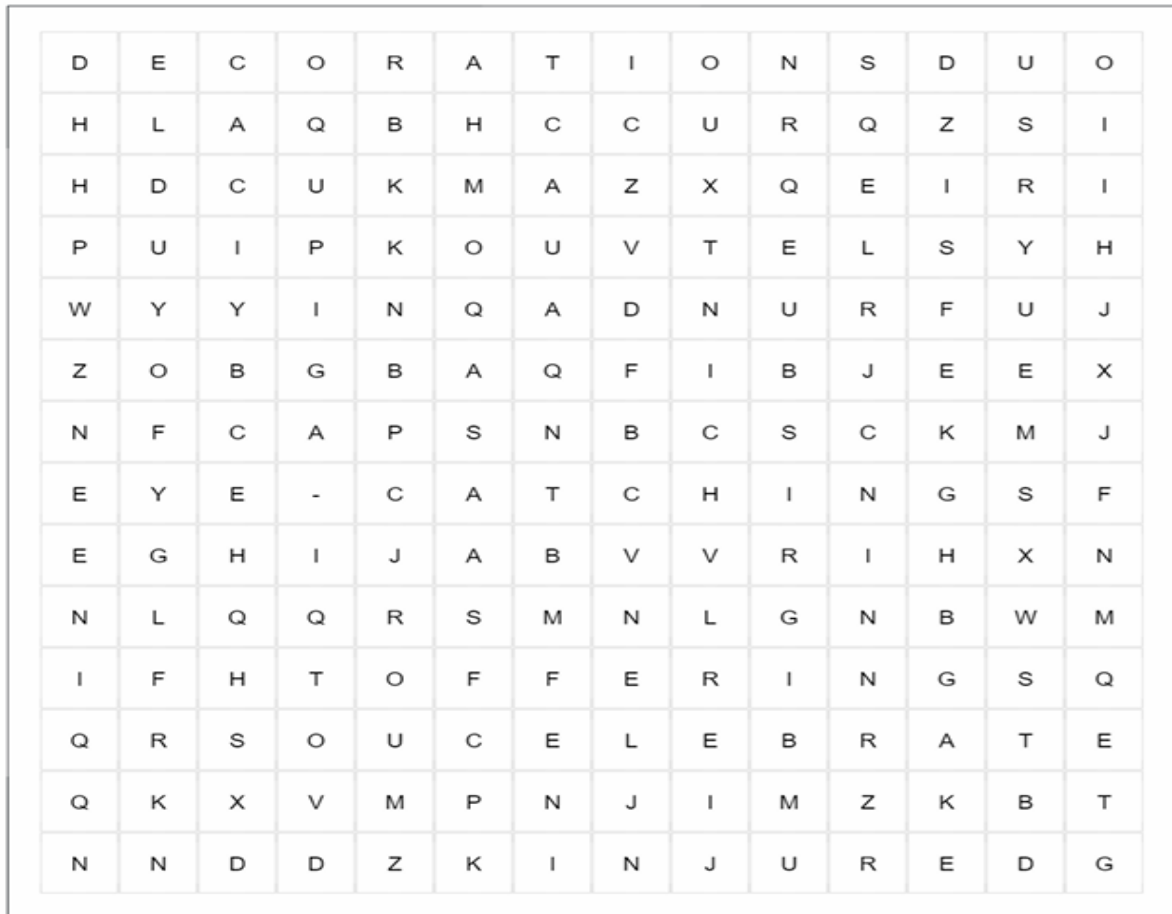 D E C O R A T I O N S D U O
H L A Q B H C C U R Q Z S I
H D C U K M A Z X Q E I R I
P U I P K O U V T E L S Y H
W Y Y I N Q A D N U R F U J
Z O B G B A Q F I B J E E X
N F C A P S N B C S C K M J
E Y E - C A T C H I N G S F
E G H I J A B V V R I H X N
N L Q Q R S M N L G N B W M
I F H T O F F E R I N G S Q
Q R S O U C E L E B R A T E
Q K X V M P N J I M Z K B T
N N D D Z K I N J U R E D G